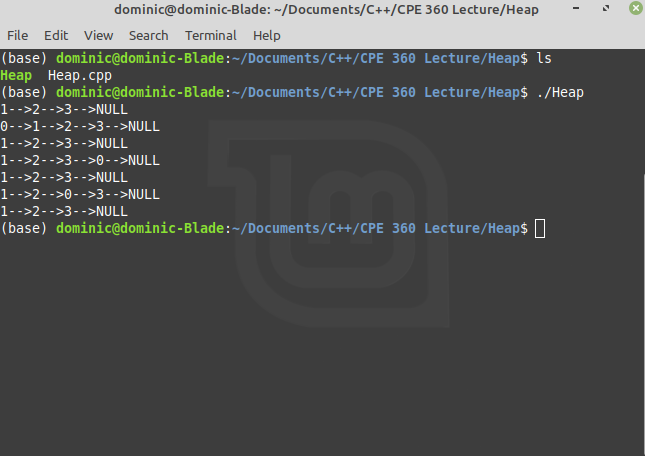 dominic@dominic-Blade: ~/Documents/C++/CPE 360 Lecture/Heap
File Edit View Search Terminal Help
(base) dominic@dominic-Blade:~/Documents/C++/CPE 360 Lecture/Heap$ ls
Heap  Heap.cpp
(base) dominic@dominic-Blade:~/Documents/C++/CPE 360 Lecture/Heap$ ./Heap
1-->2-->3-->NULL
0-->1-->2-->3-->NULL
1-->2-->3-->NULL
1-->2-->3-->0-->NULL
1-->2-->3-->NULL
1-->2-->0-->3-->NULL
1-->2-->3-->NULL
(base) dominic@dominic-Blade:~/Documents/C++/CPE 360 Lecture/Heap$